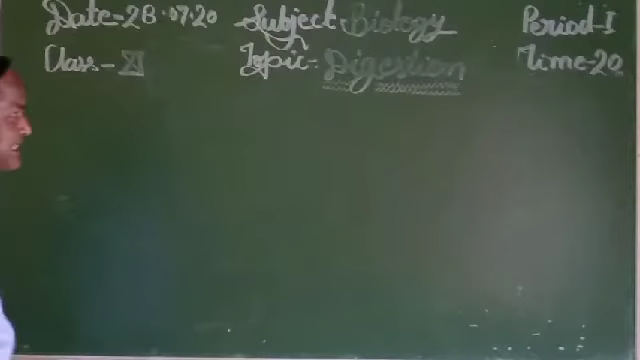 Date-28.07.20 Subject:-Biology Period-I
Class-XI Topic-Digestion Time-20